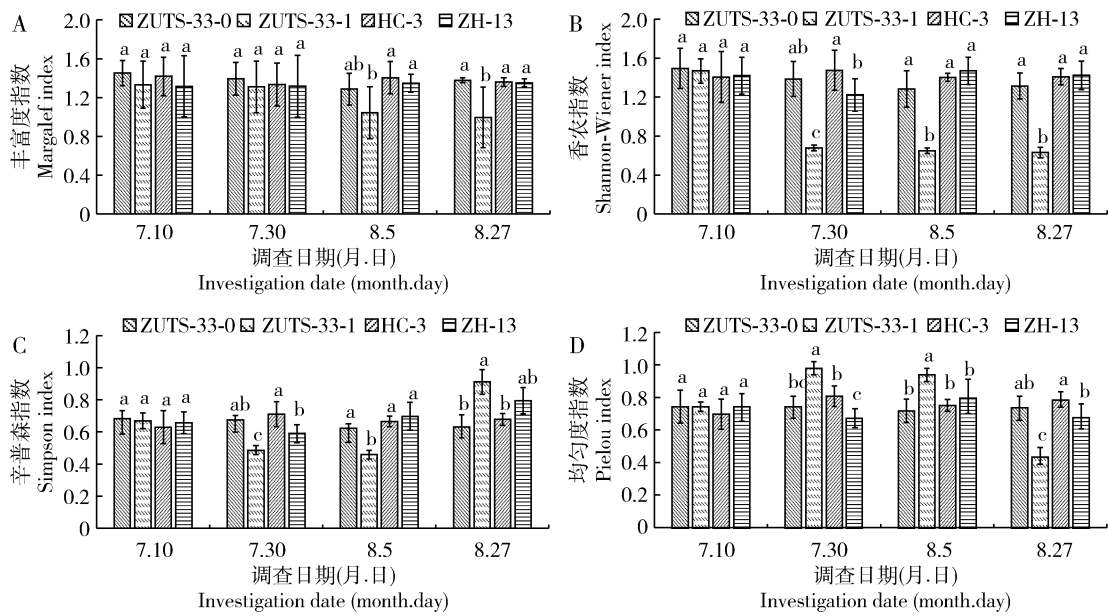 A
ZUTS-33-0 ZUTS-33-1 HC-3 ZH-13
丰富度指数
Margalef index
2.0
1.6
1.2
0.8
0.4
0
a a a a
a a a a
ab b a a
a b a a
7.10 7.30 8.5 8.27
调查日期(月.日)
Investigation date (month.day)
B
ZUTS-33-0 ZUTS-33-1 HC-3 ZH-13
香农指数
Shannon-Wiener index
2.0
1.6
1.2
0.8
0.4
0
a a a a
ab c a b
a b a a
a b a a
7.10 7.30 8.5 8.27
调查日期(月.日)
Investigation date (month.day)
C
ZUTS-33-0 ZUTS-33-1 HC-3 ZH-13
辛普森指数
Simpson index
1.2
1.0
0.8
0.6
0.4
0.2
0
a a a a
ab c a b
a b a a
b a b ab
7.10 7.30 8.5 8.27
调查日期(月.日)
Investigation date (month.day)
D
ZUTS-33-0 ZUTS-33-1 HC-3 ZH-13
均匀度指数
Pielou index
1.2
1.0
0.8
0.6
0.4
0.2
0
a a a a
bc a b c
b a b b
ab c a b
7.10 7.30 8.5 8.27
调查日期(月.日)
Investigation date (month.day)